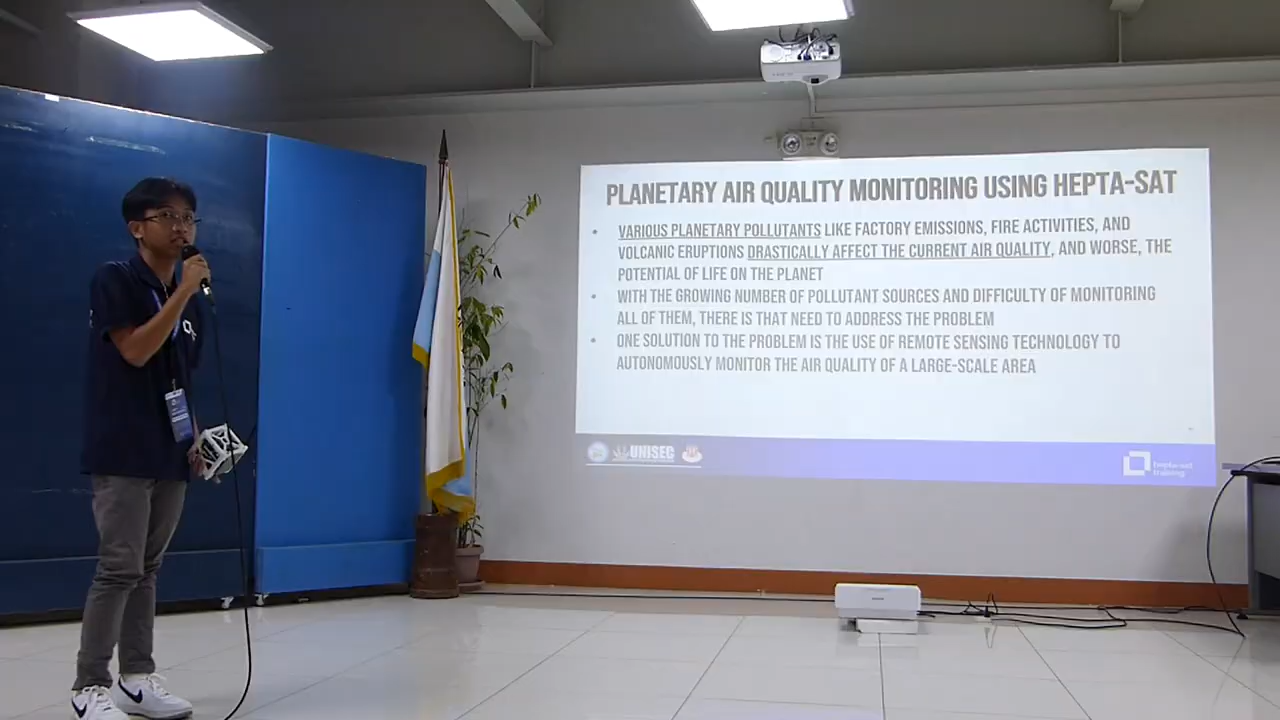 PLANETARY AIR QUALITY MONITORING USING HEPTA-SAT
• VARIOUS PLANETARY POLLUTANTS LIKE FACTORY EMISSIONS, FIRE ACTIVITIES, AND
VOLCANIC ERUPTIONS DRASTICALLY AFFECT THE CURRENT AIR QUALITY, AND WORSE, THE
POTENTIAL OF LIFE ON THE PLANET
• WITH THE GROWING NUMBER OF POLLUTANT SOURCES AND DIFFICULTY OF MONITORING
ALL OF THEM, THERE IS THAT NEED TO ADDRESS THE PROBLEM
• ONE SOLUTION TO THE PROBLEM IS THE USE OF REMOTE SENSING TECHNOLOGY TO
AUTONOMOUSLY MONITOR THE AIR QUALITY OF A LARGE-SCALE AREA
UNISEC
hepta-sat
training